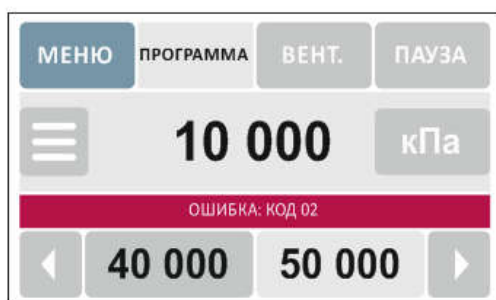 МЕНЮ ПРОГРАММА ВЕНТ. ПАУЗА
10 000 кПа
ОШИБКА: КОД 02
40 000 50 000